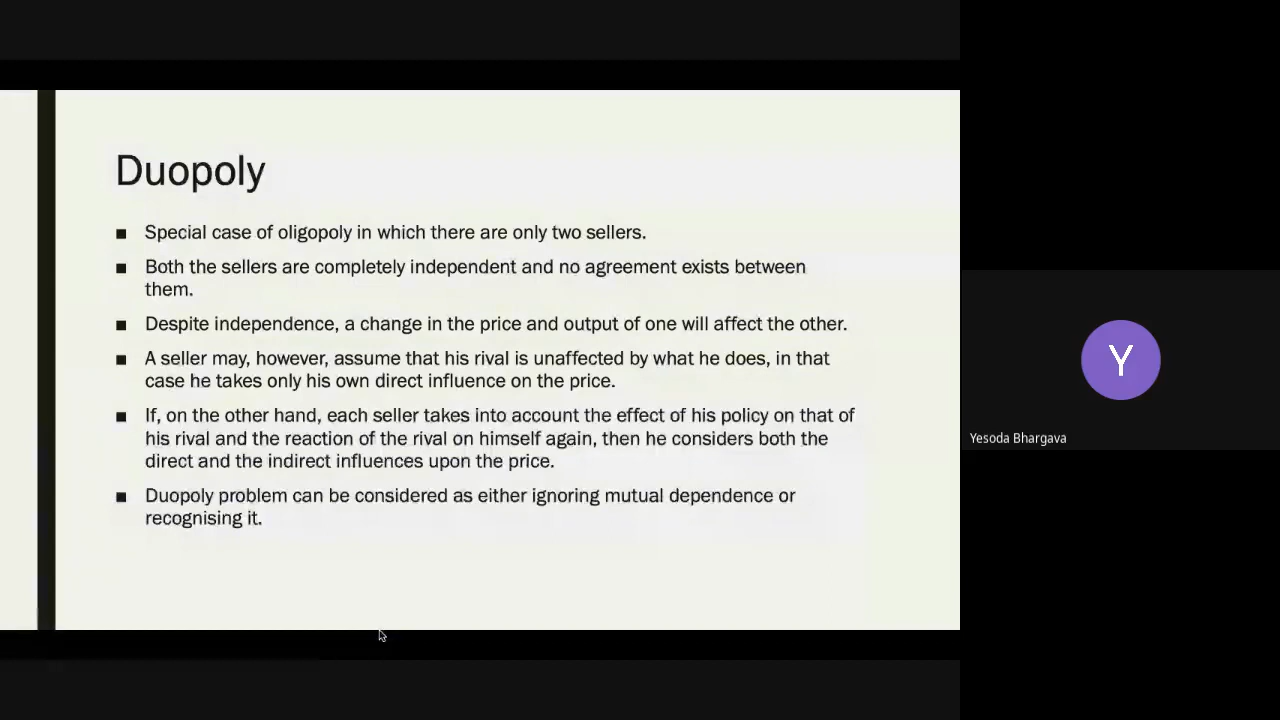 Duopoly
■ Special case of oligopoly in which there are only two sellers.
■ Both the sellers are completely independent and no agreement exists between
them.
■ Despite independence, a change in the price and output of one will affect the other.
■ A seller may, however, assume that his rival is unaffected by what he does, in that
case he takes only his own direct influence on the price.
■ If, on the other hand, each seller takes into account the effect of his policy on that of
his rival and the reaction of the rival on himself again, then he considers both the
direct and the indirect influences upon the price.
■ Duopoly problem can be considered as either ignoring mutual dependence or
recognising it.
Y
Yesoda Bhargava